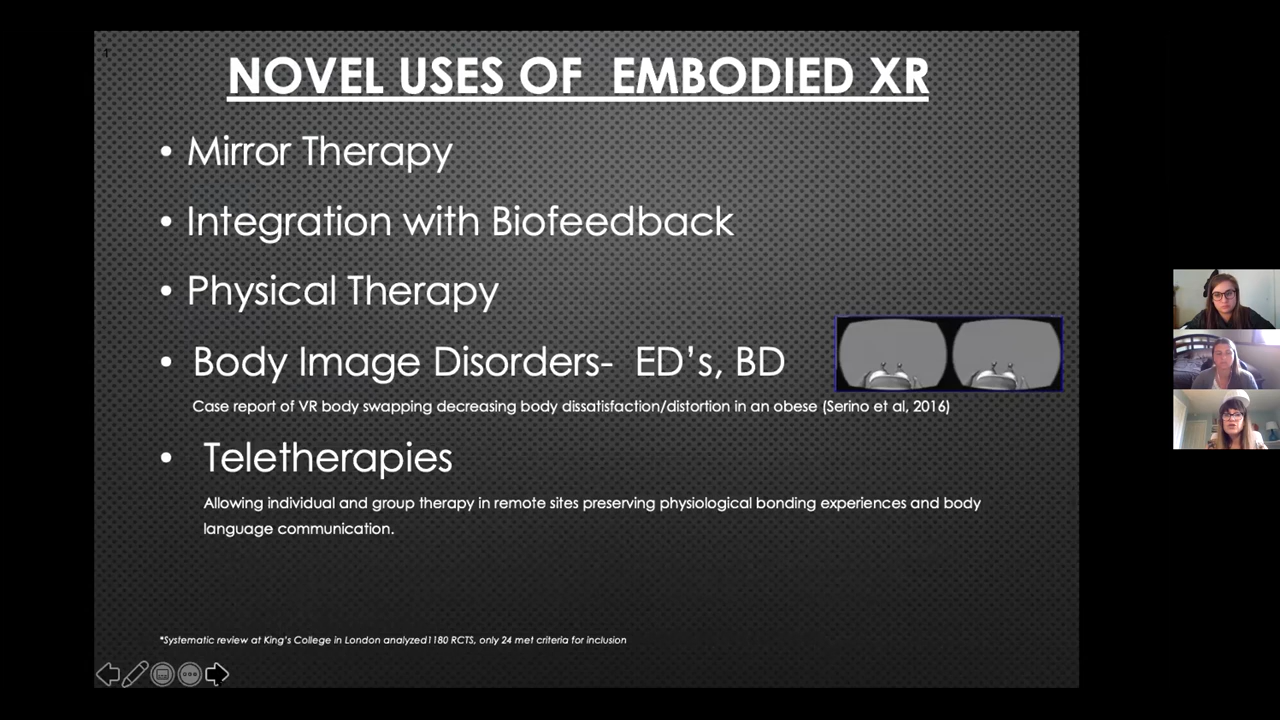 1
NOVEL USES OF EMBODIED XR
• Mirror Therapy
• Integration with Biofeedback
• Physical Therapy
• Body Image Disorders- ED’s, BD
Case report of VR body swapping decreasing body dissatisfaction/distortion in an obese (Serino et al, 2016)
• Teletherapies
Allowing individual and group therapy in remote sites preserving physiological bonding experiences and body
language communication.
*Systematic review at King’s College in London analyzed1180 RCTS, only 24 met criteria for inclusion